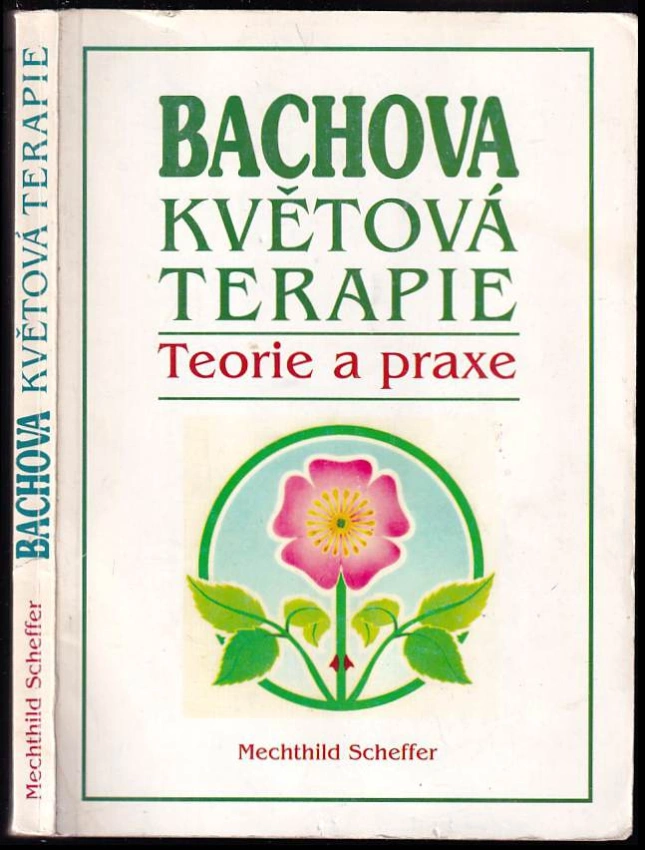 BACHOVA
KVĚTOVÁ
TERAPIE
Teorie a praxe
Mechthild Scheffer
Mechthild Scheffer BACHOVA KVĚTOVÁ TERAPIE